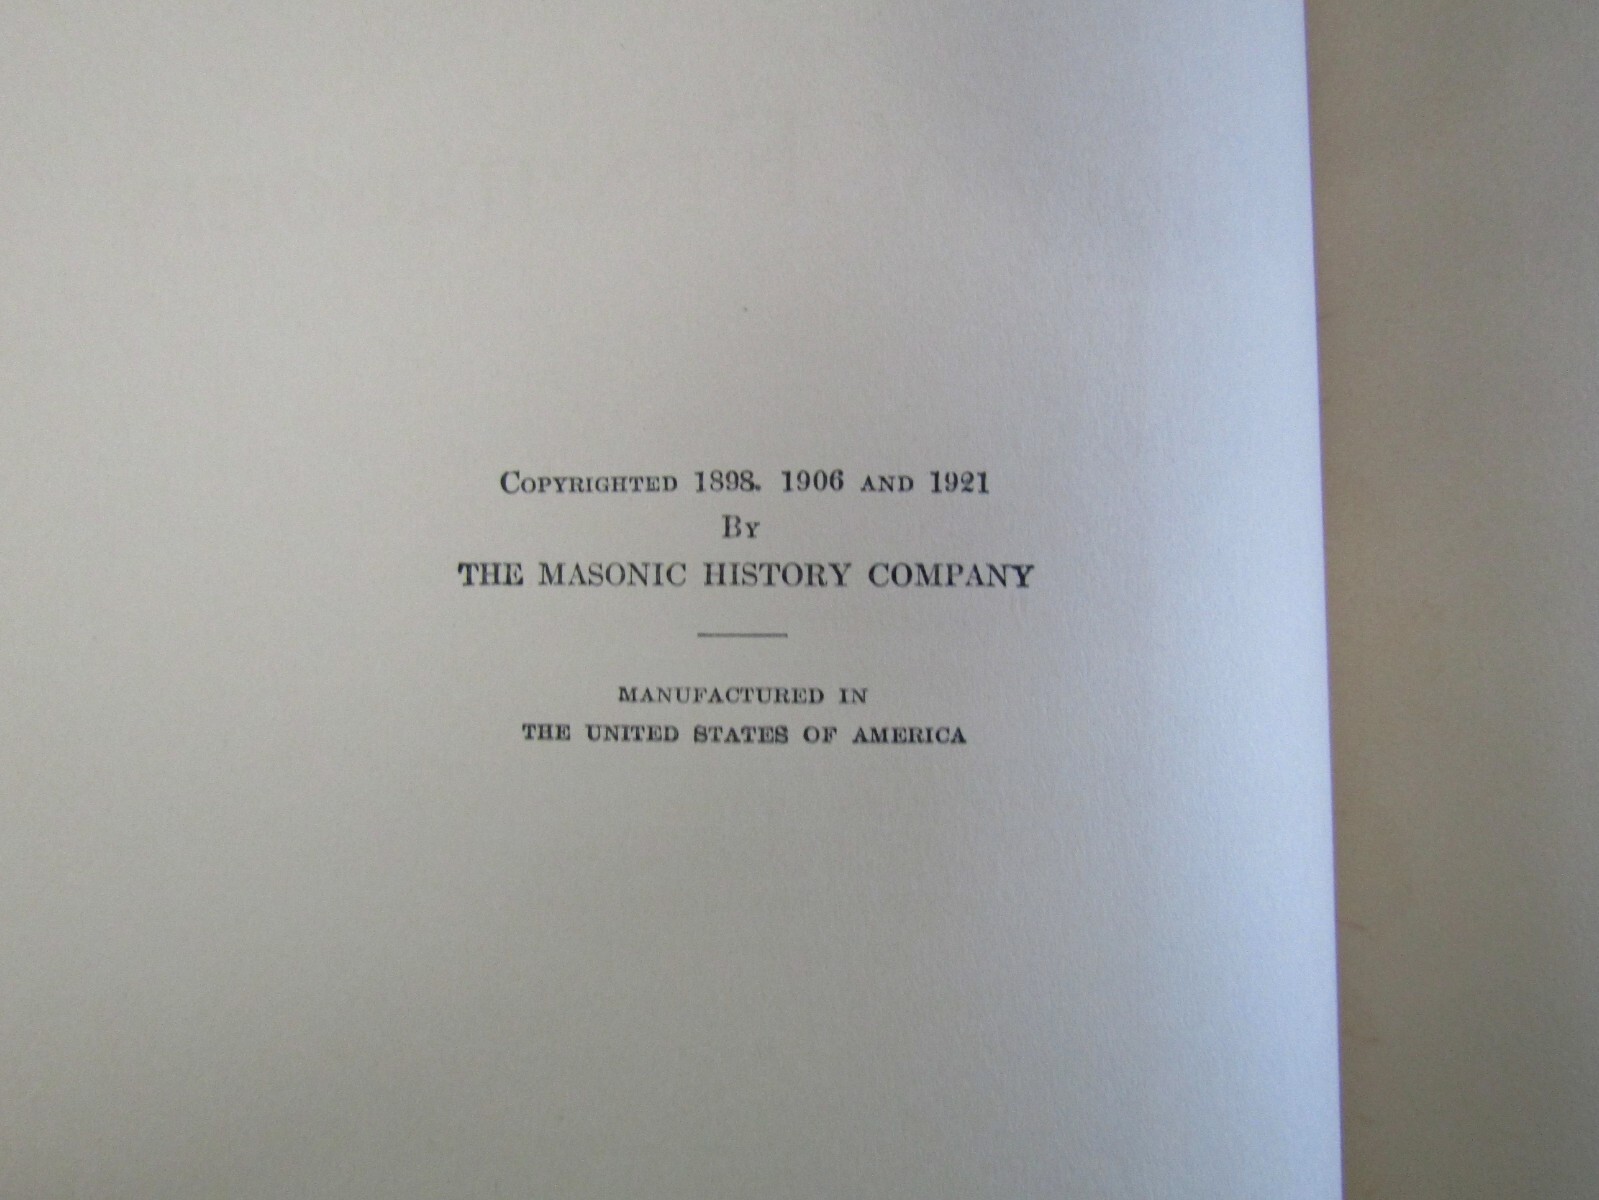 COPYRIGHTED 1898. 1906 AND 1921
BY
THE MASONIC HISTORY COMPANY
MANUFACTURED IN
THE UNITED STATES OF AMERICA